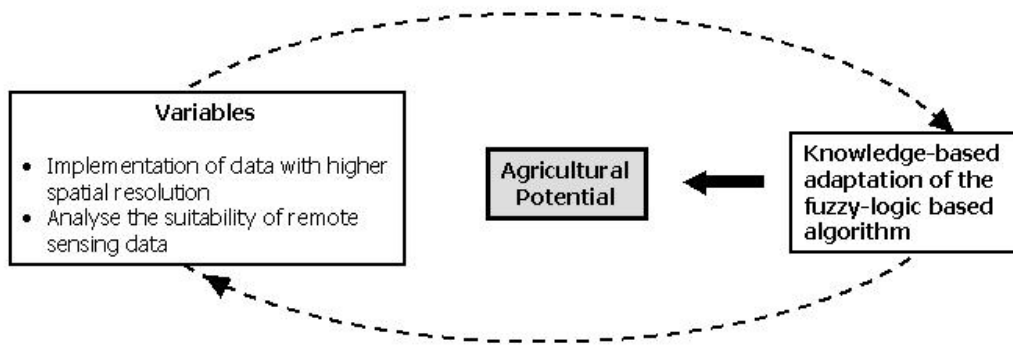 Variables
• Implementation of data with higher
spatial resolution
• Analyse the suitability of remote
sensing data
Agricultural
Potential
Knowledge-based
adaptation of the
fuzzy-logic based
algorithm